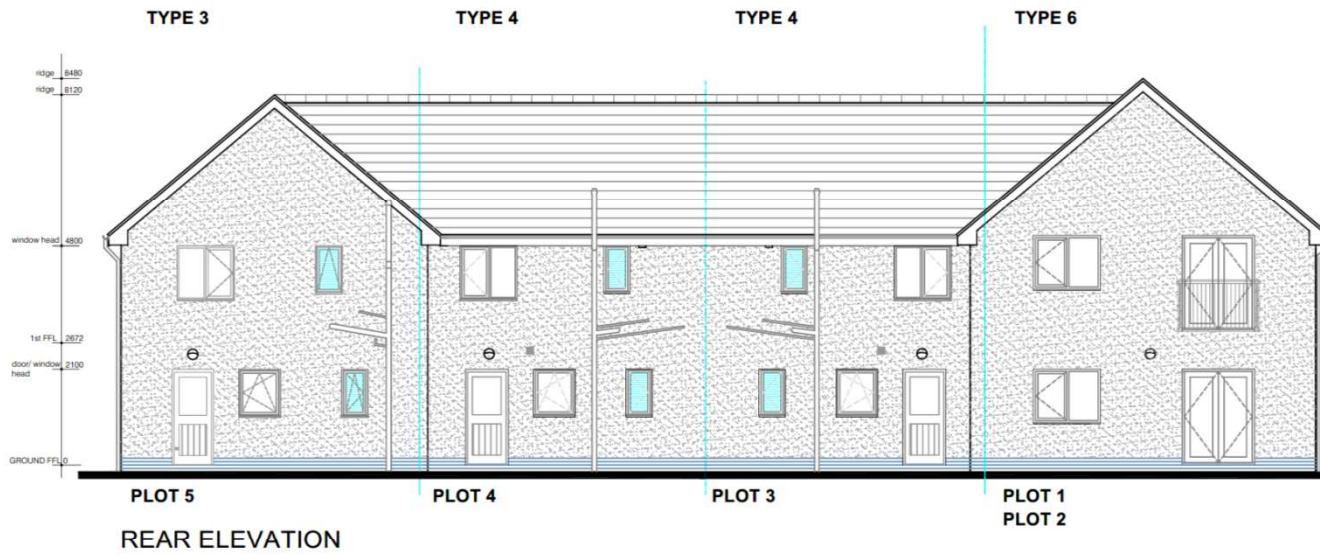 TYPE 3 TYPE 4 TYPE 4 TYPE 6
ridge 8480
ridge 8120
window head 4800
1st FFL 2672
door/ window 2100
head
GROUND FFL 0
PLOT 5 PLOT 4 PLOT 3 PLOT 1
PLOT 2
REAR ELEVATION